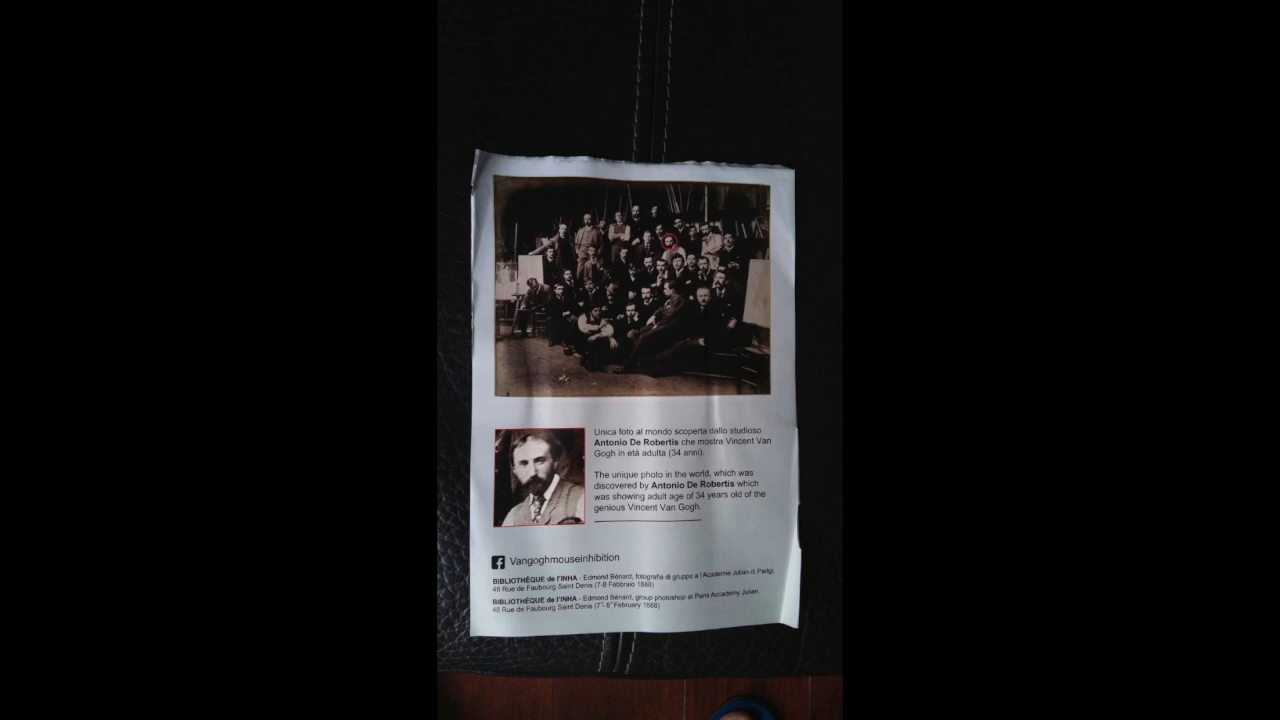 Unica foto al mondo scoperta dallo studioso
Antonio De Robertis che mostra Vincent Van
Gogh in età adulta (34 anni).
The unique photo in the world, which was
discovered by Antonio De Robertis which
was showing adult age of 34 years old of the
genious Vincent Van Gogh.
Vangoghmouseinhibition
BIBLIOTHÈQUE de l'INHA - Edmond Bénard, fotografia di gruppo a l'Academie Julian di Parigi,
48 Rue de Faubourg Saint Denis (7-8 Febbraio 1888)
BIBLIOTHÈQUE de l'INHA - Edmond Bénard, group photoshop at Paris Accademy Julian,
48 Rue de Faubourg Saint Denis (7"- 8" February 1888)